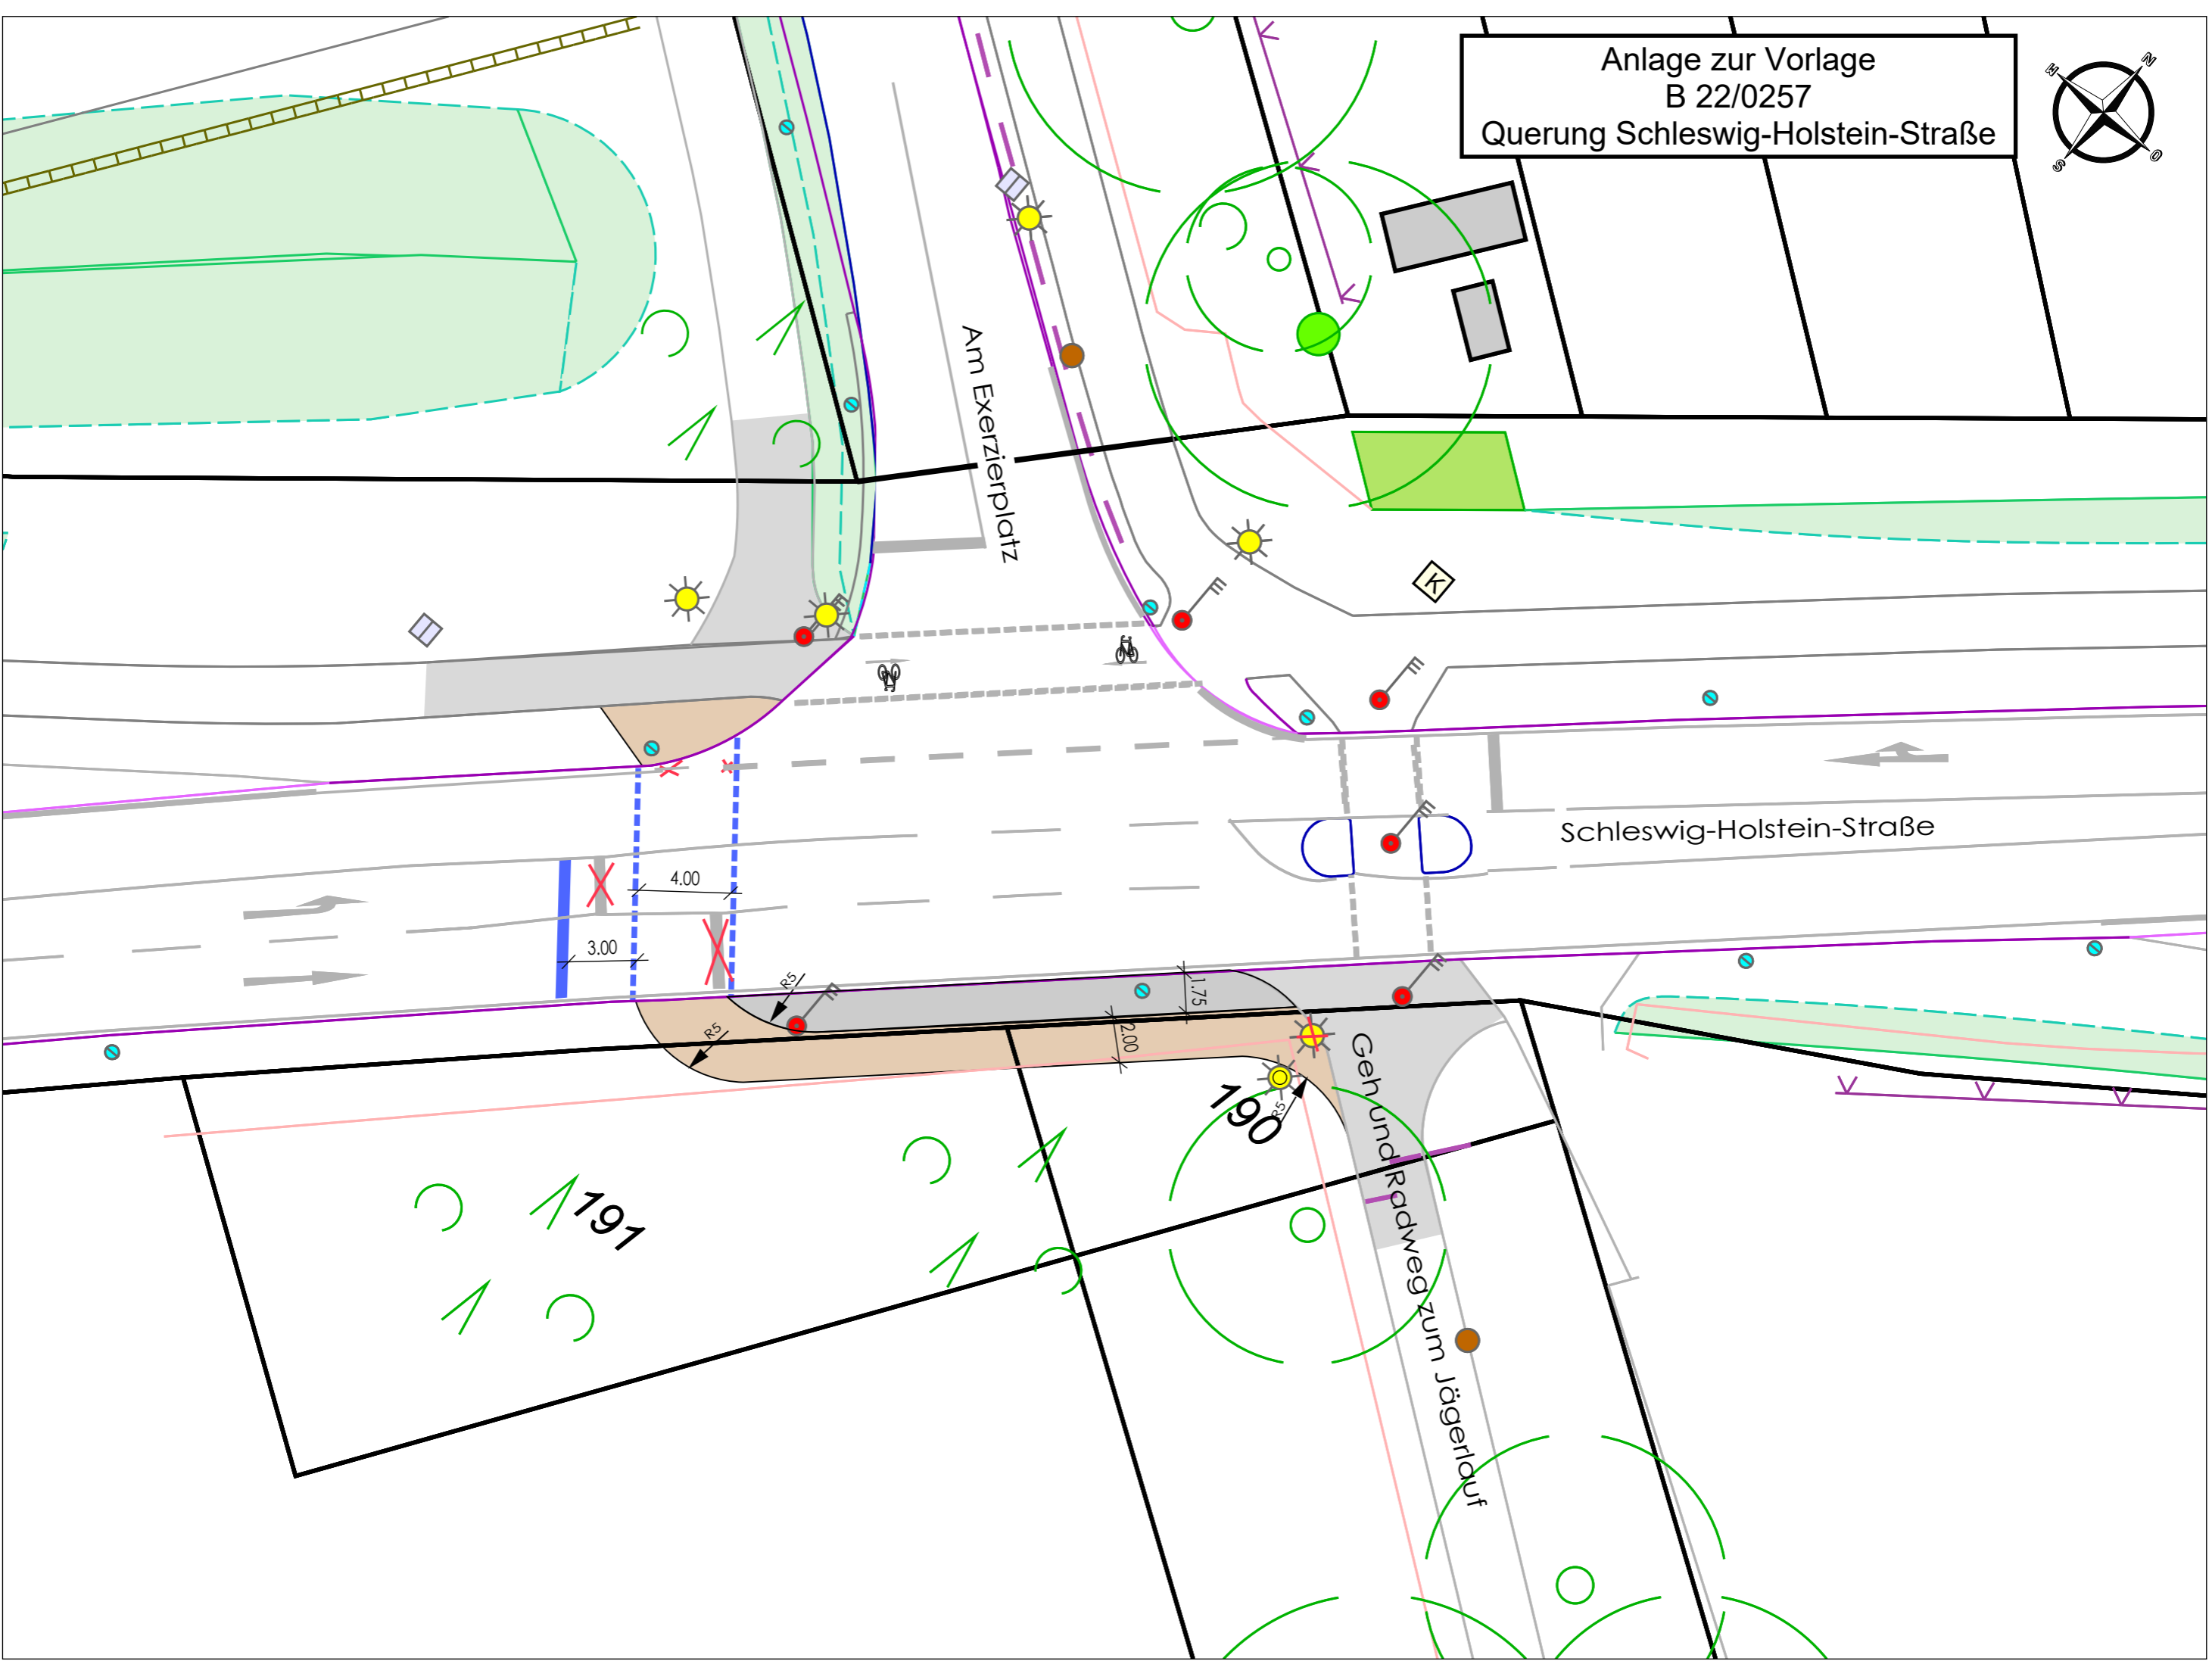 Anlage zur Vorlage
B 22/0257
Querung Schleswig-Holstein-Straße
N
W
O
S
Am Exerzierplatz
K
Schleswig-Holstein-Straße
4.00
3.00
R5
R5
1.75
2.00
190
R5
Geh und Radweg zum Jägerlauf
191